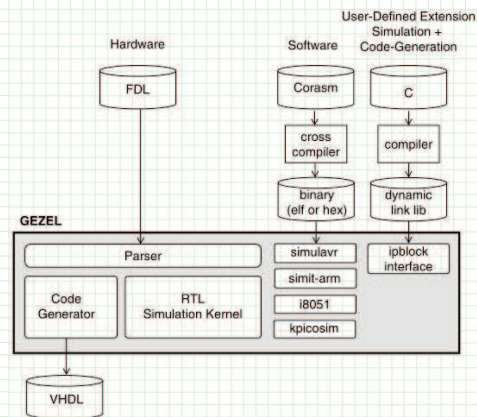 User-Defined Extension
Simulation +
Code-Generation
Hardware
Software
FDL
Corasm
C
cross
compiler
compiler
binary
(elf or hex)
dynamic
link lib
GEZEL
Parser
simulavr
ipblock
interface
simit-arm
Code
Generator
RTL
Simulation Kernel
i8051
kpicosim
VHDL